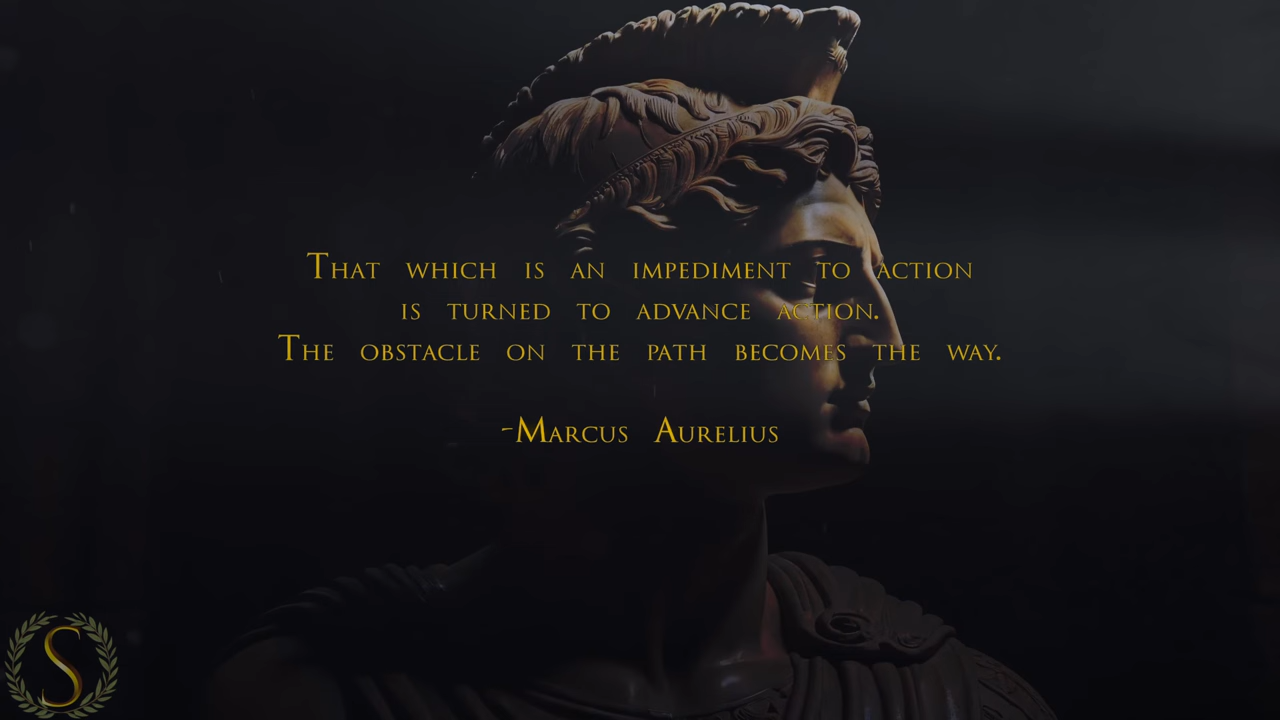 That which is an impediment to action
is turned to advance action.
The obstacle on the path becomes the way.
-Marcus Aurelius
S